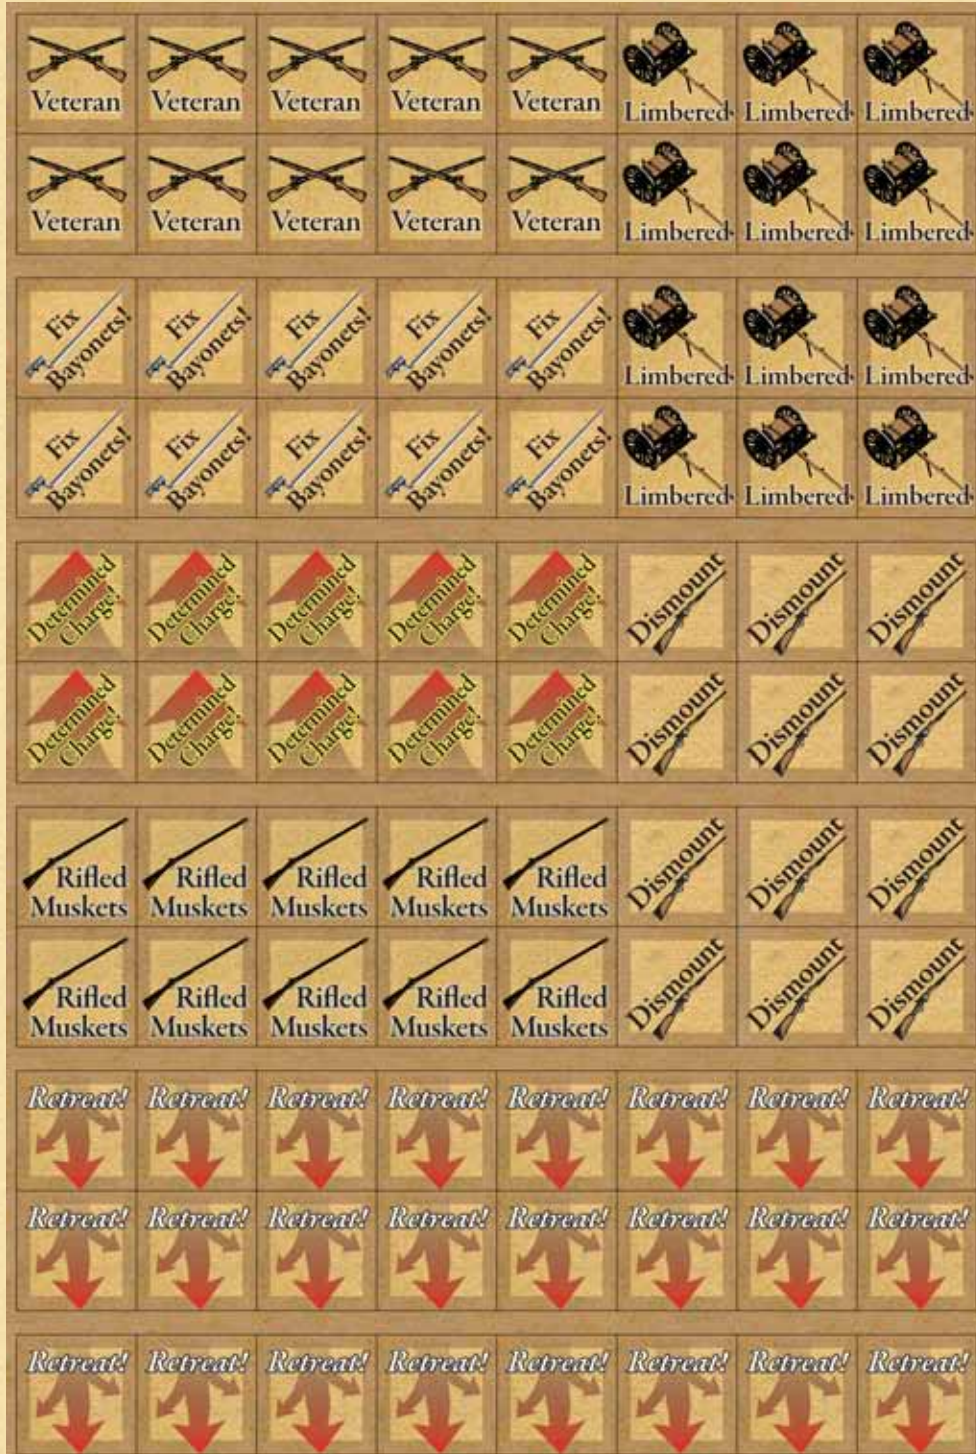 Veteran Veteran Veteran Veteran Veteran Limbered Limbered Limbered
Veteran Veteran Veteran Veteran Veteran Limbered Limbered Limbered
Fix Fix Fix Fix Fix
Bayonets! Bayonets! Bayonets! Bayonets! Bayonets! Limbered Limbered Limbered
Fix Fix Fix Fix Fix
Bayonets! Bayonets! Bayonets! Bayonets! Bayonets! Limbered Limbered Limbered
Determined Determined Determined Determined Determined Dismount Dismount Dismount
Charge! Charge! Charge! Charge! Charge!
Determined Determined Determined Determined Determined Dismount Dismount Dismount
Charge! Charge! Charge! Charge! Charge!
Rifled Rifled Rifled Rifled Rifled Dismount Dismount Dismount
Muskets Muskets Muskets Muskets Muskets
Rifled Rifled Rifled Rifled Rifled Dismount Dismount Dismount
Muskets Muskets Muskets Muskets Muskets
Retreat! Retreat! Retreat! Retreat! Retreat! Retreat! Retreat! Retreat!
Retreat! Retreat! Retreat! Retreat! Retreat! Retreat! Retreat! Retreat!
Retreat! Retreat! Retreat! Retreat! Retreat! Retreat! Retreat! Retreat!